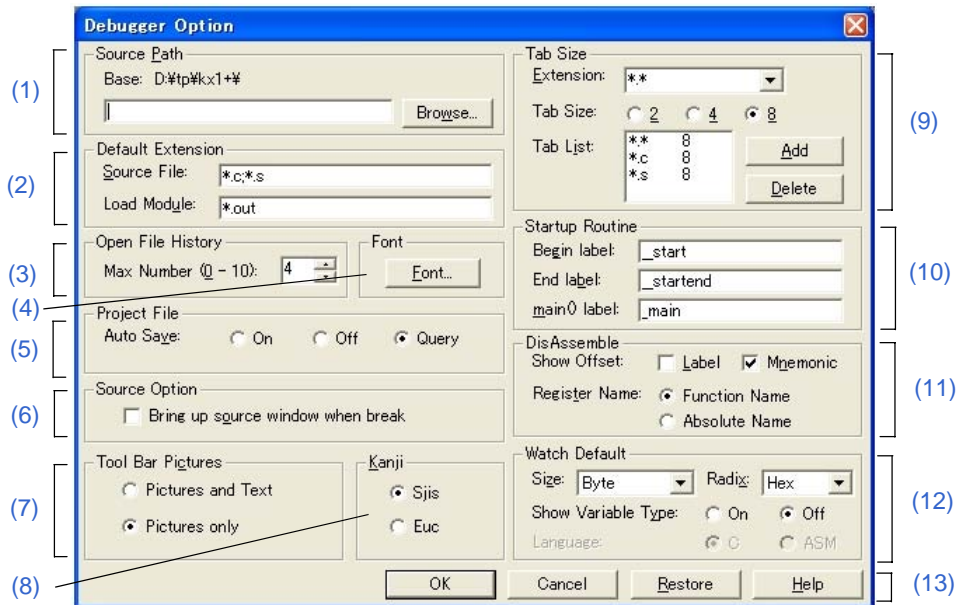 Debugger Option
(1)
Source Path
Base: D:¥tp¥kx1+¥
Browse...
(2)
Default Extension
Source File: *.c;*.s
Load Module: *.out
(3)
Open File History
Max Number (0 - 10): 4
(4)
Font
Font...
(5)
Project File
Auto Save: On Off Query
(6)
Source Option
Bring up source window when break
(7)
Tool Bar Pictures
Pictures and Text
Pictures only
(8)
Kanji
Sjis
Euc
(9)
Tab Size
Extension: *.*
Tab Size: 2 4 8
Tab List:
*.* 8
*.c 8
*.s 8
Add
Delete
(10)
Startup Routine
Begin label: __start
End label: __startend
main() label: _main
(11)
DisAssemble
Show Offset: Label Mnemonic
Register Name: Function Name
Absolute Name
(12)
Watch Default
Size: Byte Radix: Hex
Show Variable Type: On Off
Language: C ASM
(13)
OK Cancel Restore Help